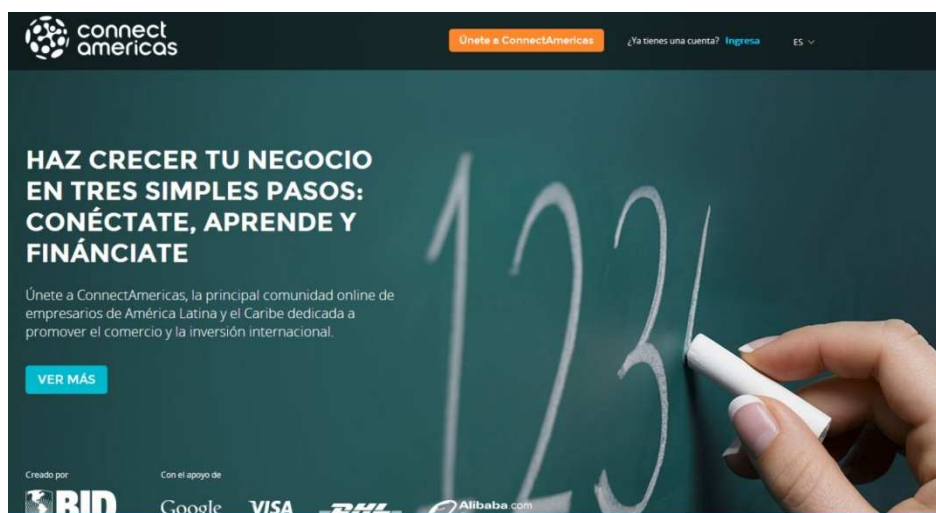 connect
americas
Únete a ConnectAmericas
¿Ya tienes una cuenta? Ingresa
ES
HAZ CRECER TU NEGOCIO
EN TRES SIMPLES PASOS:
CONÉCTATE, APRENDE Y
FINÁNCIATE
Únete a ConnectAmericas, la principal comunidad online de
empresarios de América Latina y el Caribe dedicada a
promover el comercio y la inversión internacional.
VER MÁS
123
Creado por
Con el apoyo de
BID
Google
VISA
DHL
Alibaba.com